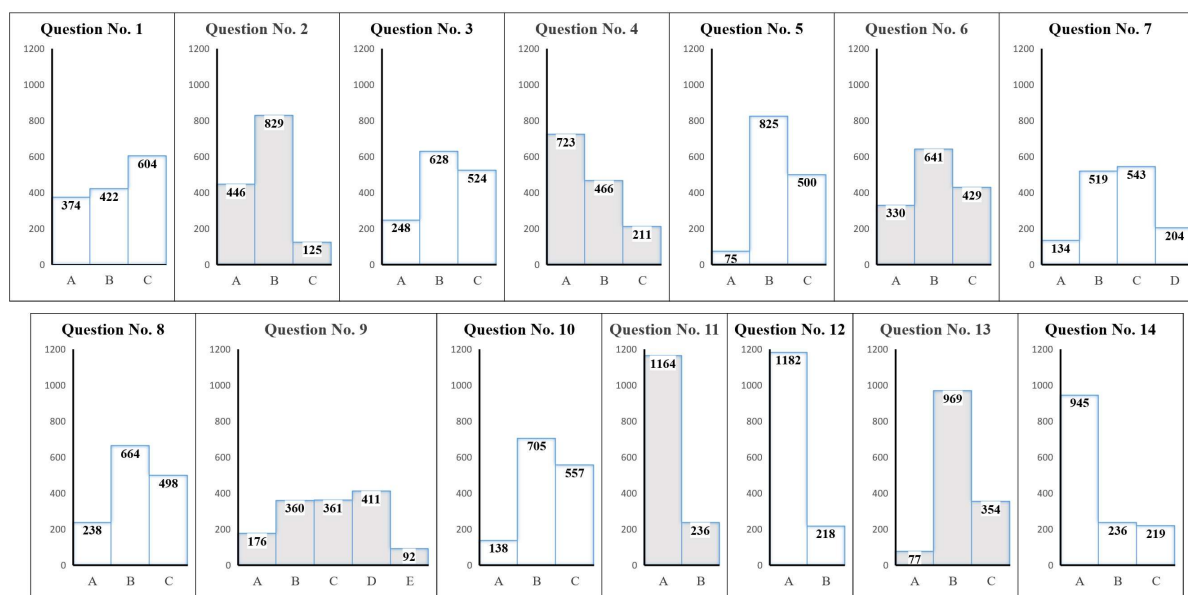 Question No. 1 Question No. 2 Question No. 3 Question No. 4 Question No. 5 Question No. 6 Question No. 7
1200 1200 1200 1200 1200 1200 1200
1000 1000 1000 1000 1000 1000 1000
800 829 800 800 800 825 800 800
800
600 604 600 600 628 600 723 600 600 641 600
400 374 422 400 446 400 524 400 466 400 500 400 429 400 519 543
200 200 125 200 248 200 211 200 75 200 330 200 134 204
0 0 0 0 0 0 0
A B C A B C A B C A B C A B C A B C A B C D
Question No. 8 Question No. 9 Question No. 10 Question No. 11 Question No. 12 Question No. 13 Question No. 14
1200 1200 1200 1200 1164 1200 1182 1200 1200
1000 1000 1000 1000 1000 1000 969 1000 945
800 800 800 800 800 800 800
600 664 600 600 705 557 600 600 600 600
400 498 400 360 361 411 400 400 400 400 354 400
200 238 200 176 92 200 138 200 236 200 218 200 77 200 236 219
0 0 0 0 0 0 0
A B C A B C D E A B C A B A B A B C A B C